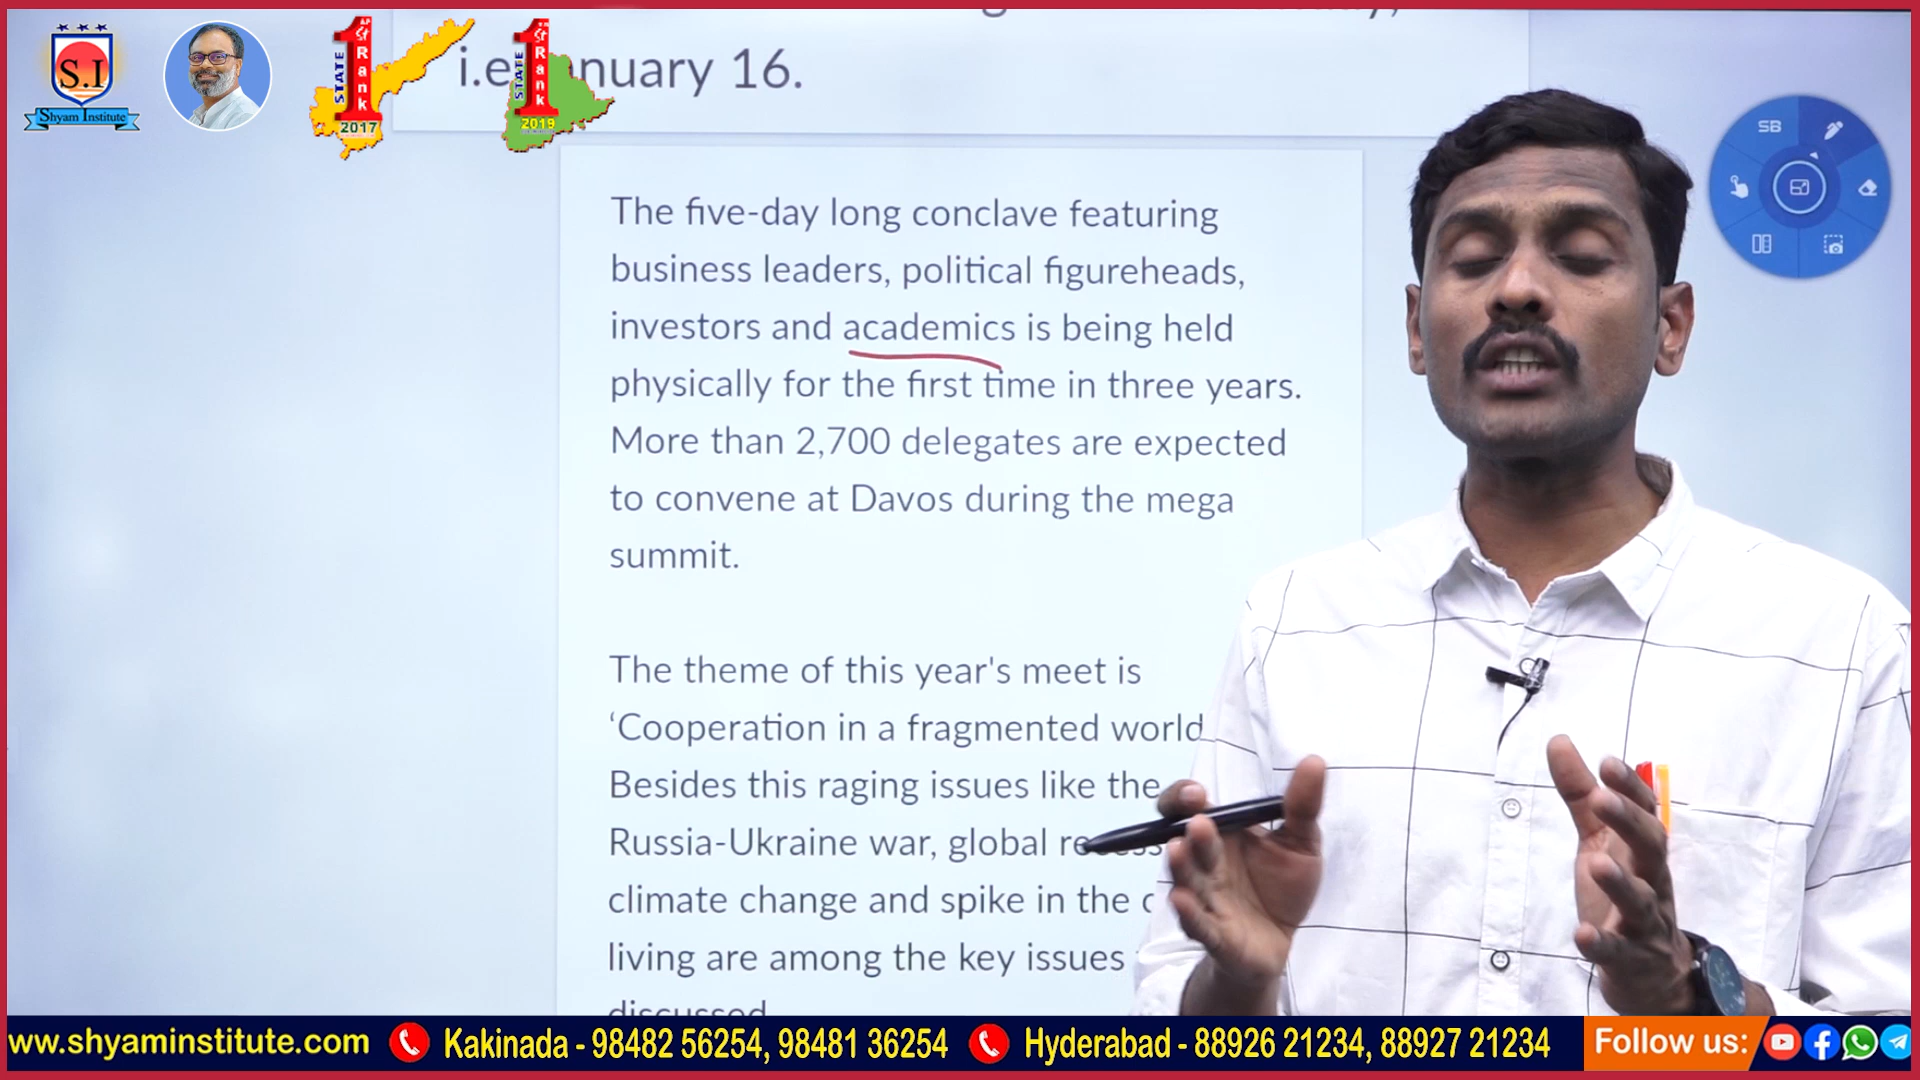 S.I
Shyam Institute
STATE
1
st
Rank
2017
STATE
1
st
Rank
2019
i.e
nuary 16.
SB
The five-day long conclave featuring
business leaders, political figureheads,
investors and academics is being held
physically for the first time in three years.
More than 2,700 delegates are expected
to convene at Davos during the mega
summit.
The theme of this year's meet is
‘Cooperation in a fragmented world
Besides this raging issues like the
Russia-Ukraine war, global
climate change and spike in the
living are among the key issues
discussed
www.shyaminstitute.com
Kakinada - 98482 56254, 98481 36254
Hyderabad - 88926 21234, 88927 21234
Follow us: